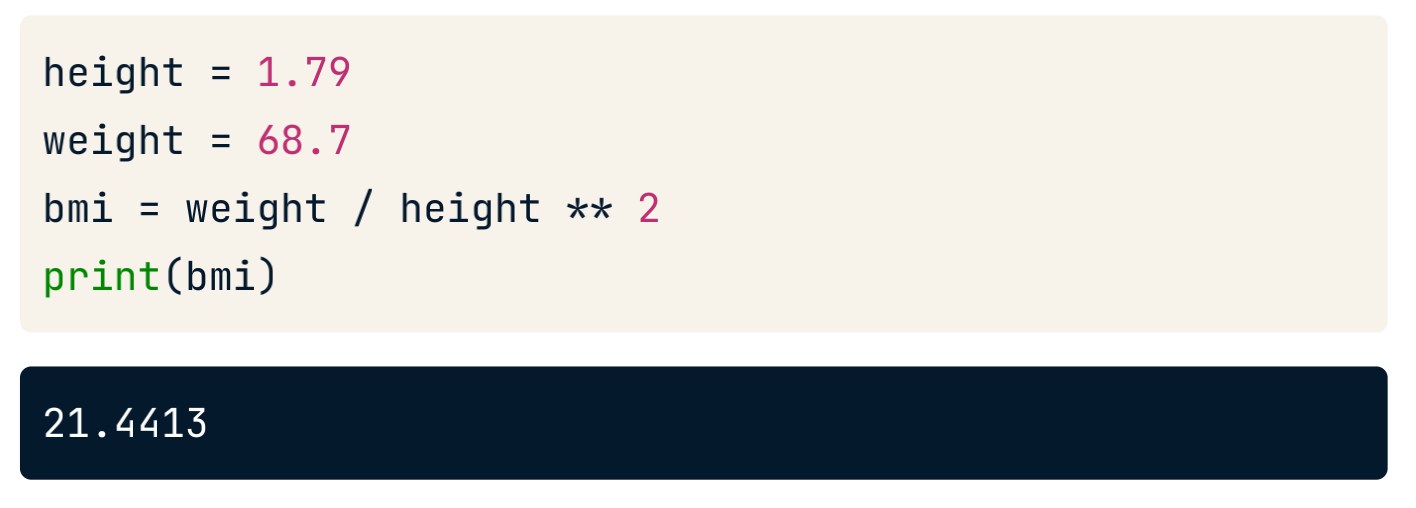 height = 1.79
weight = 68.7
bmi = weight / height ** 2
print(bmi)
21.4413